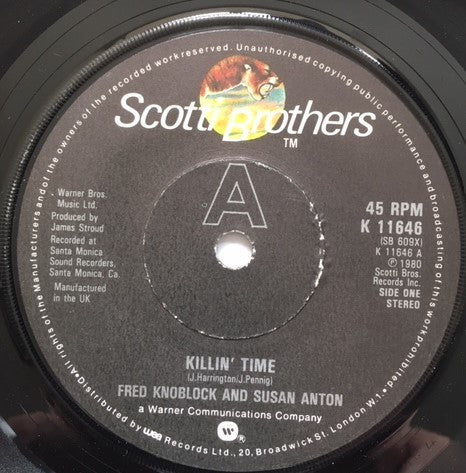 All rights of the Manufacturers and of the owners of the recorded work reserved. Unauthorised copying public performance and broadcasting of this work prohibited.
Scotti Brothers
TM
A
Warner Bros.
Music Ltd.
Produced by
James Stroud
Recorded at
Santa Monica
Sound Recorders,
Santa Monica, Ca.
Manufactured
in the UK
45 RPM
K 11646
(SB 609X)
K 11646 A
℗ 1980
Scotti Bros.
Records Inc.
SIDE ONE
STEREO
KILLIN' TIME
(J.Harrington/J.Pennig)
FRED KNOBLOCK AND SUSAN ANTON
a Warner Communications Company
Distributed by wea Records Ltd., 20, Broadwick St. London W.1.